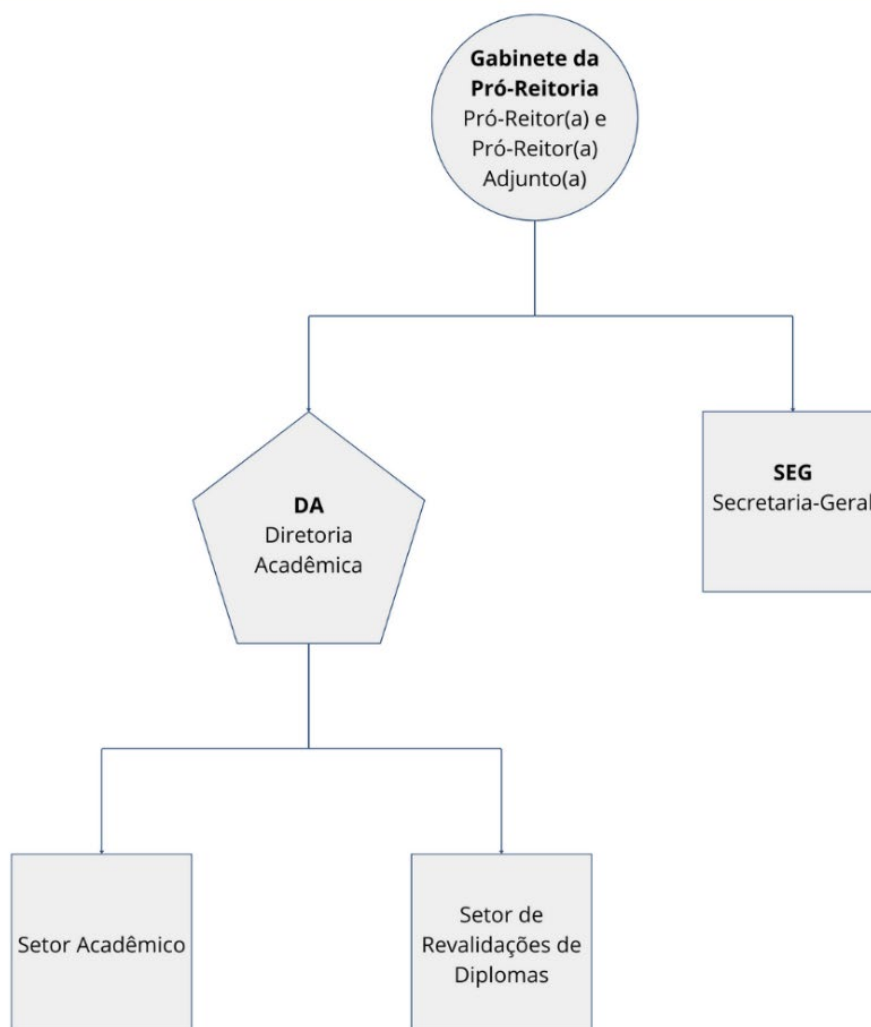 Gabinete da
Pró-Reitoria
Pró-Reitor(a) e
Pró-Reitor(a)
Adjunto(a)
DA
Diretoria
Acadêmica
SEG
Secretaria-Geral
Setor Acadêmico
Setor de
Revalidações de
Diplomas